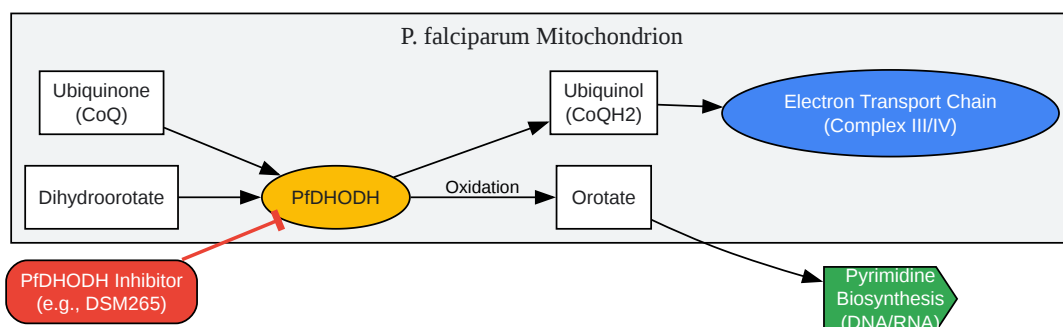 P. falciparum Mitochondrion
Ubiquinone
(CoQ)
Ubiquinol
(CoQH2)
Electron Transport Chain
(Complex III/IV)
Dihydroorotate
PfDHODH
Oxidation
Orotate
PfDHODH Inhibitor
(e.g., DSM265)
Pyrimidine
Biosynthesis
(DNA/RNA)